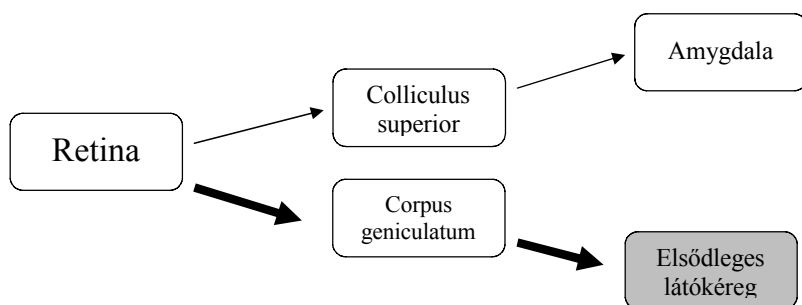 Amygdala
Colliculus
superior
Retina
Corpus
geniculatum
Elsődleges
látókéreg